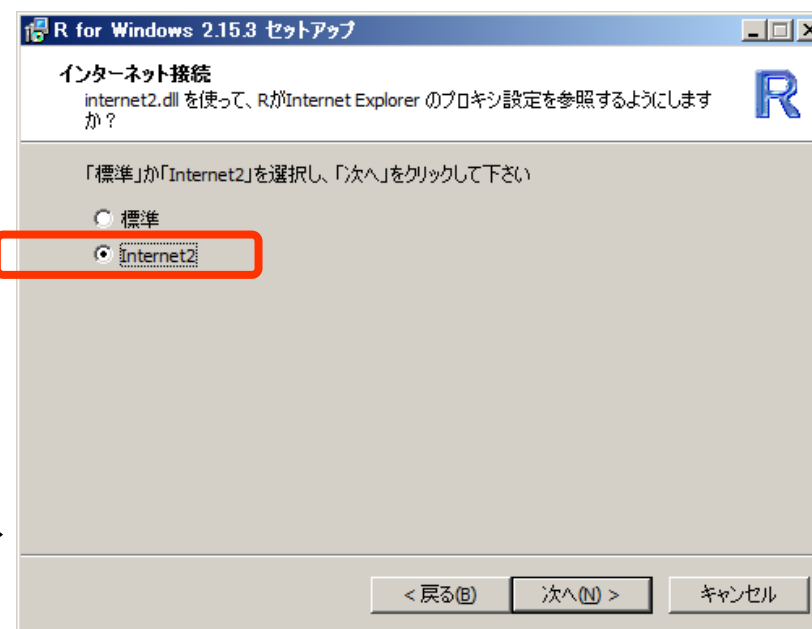 R for Windows 2.15.3 セットアップ
インターネット接続
internet2.dll を使って、RがInternet Explorer のプロキシ設定を参照するようにします
か？
R
「標準」か「Internet2」を選択し、「次へ」をクリックして下さい
標準
Internet2
< 戻る(B)
次へ(N) >
キャンセル